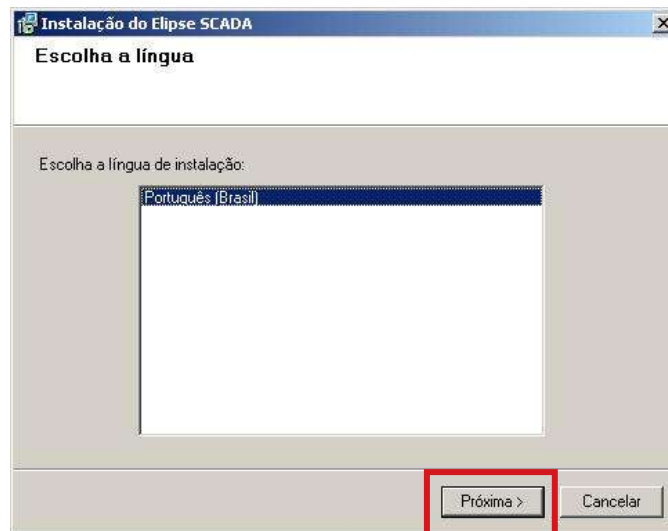 Instalação do Elipse SCADA
Escolha a língua
Escolha a língua de instalação:
Português (Brasil)
Próxima >
Cancelar